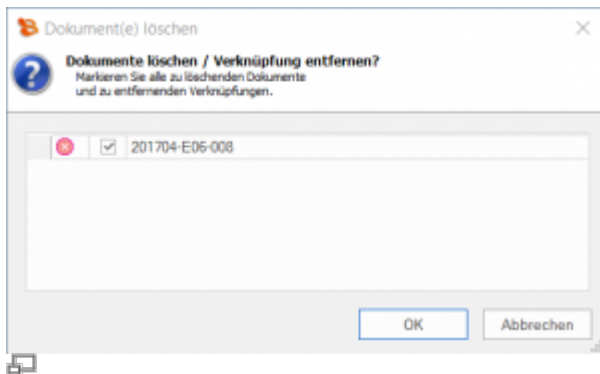 Dokument(e) löschen
Dokumente löschen / Verknüpfung entfernen?
Markieren Sie alle zu löschenden Dokumente
und zu entfernenden Verknüpfungen.
201704-E06-008
OK
Abbrechen